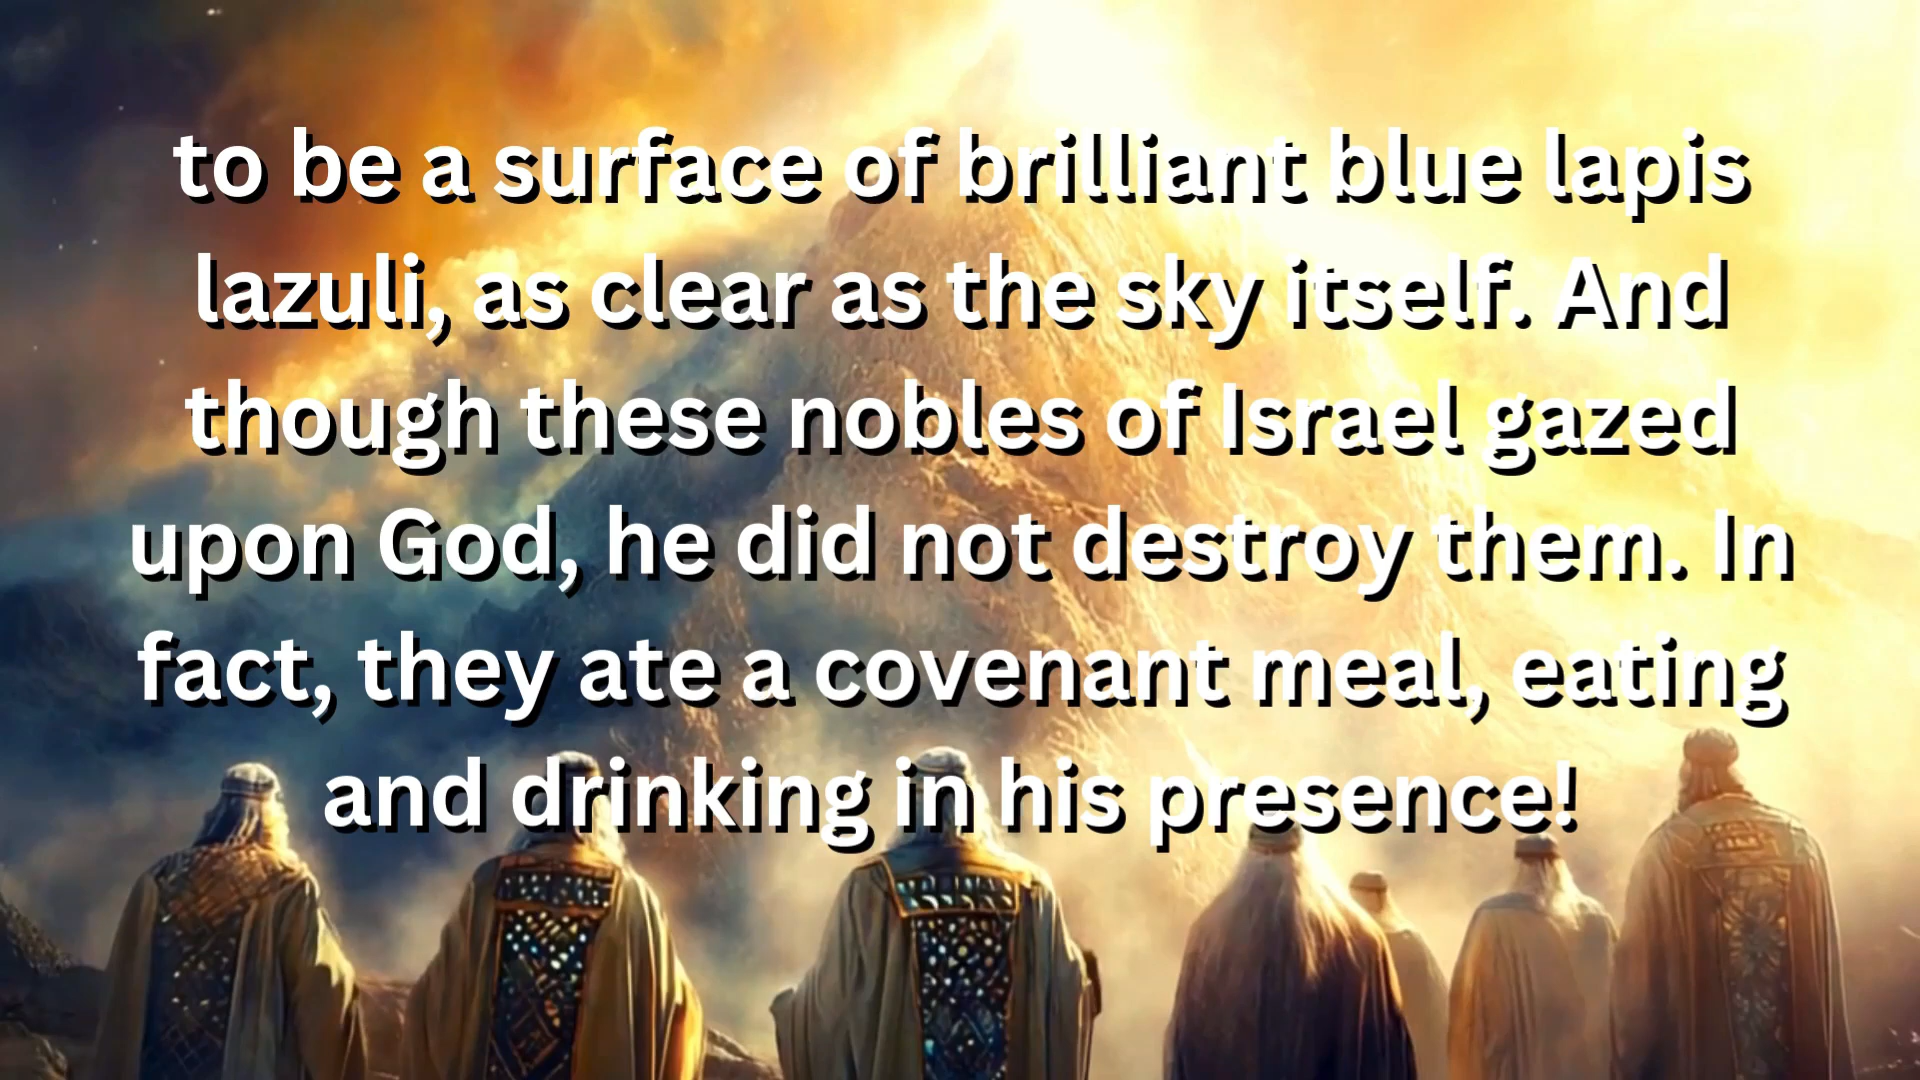 to be a surface of brilliant blue lapis
lazuli, as clear as the sky itself. And
though these nobles of Israel gazed
upon God, he did not destroy them. In
fact, they ate a covenant meal, eating
and drinking in his presence!